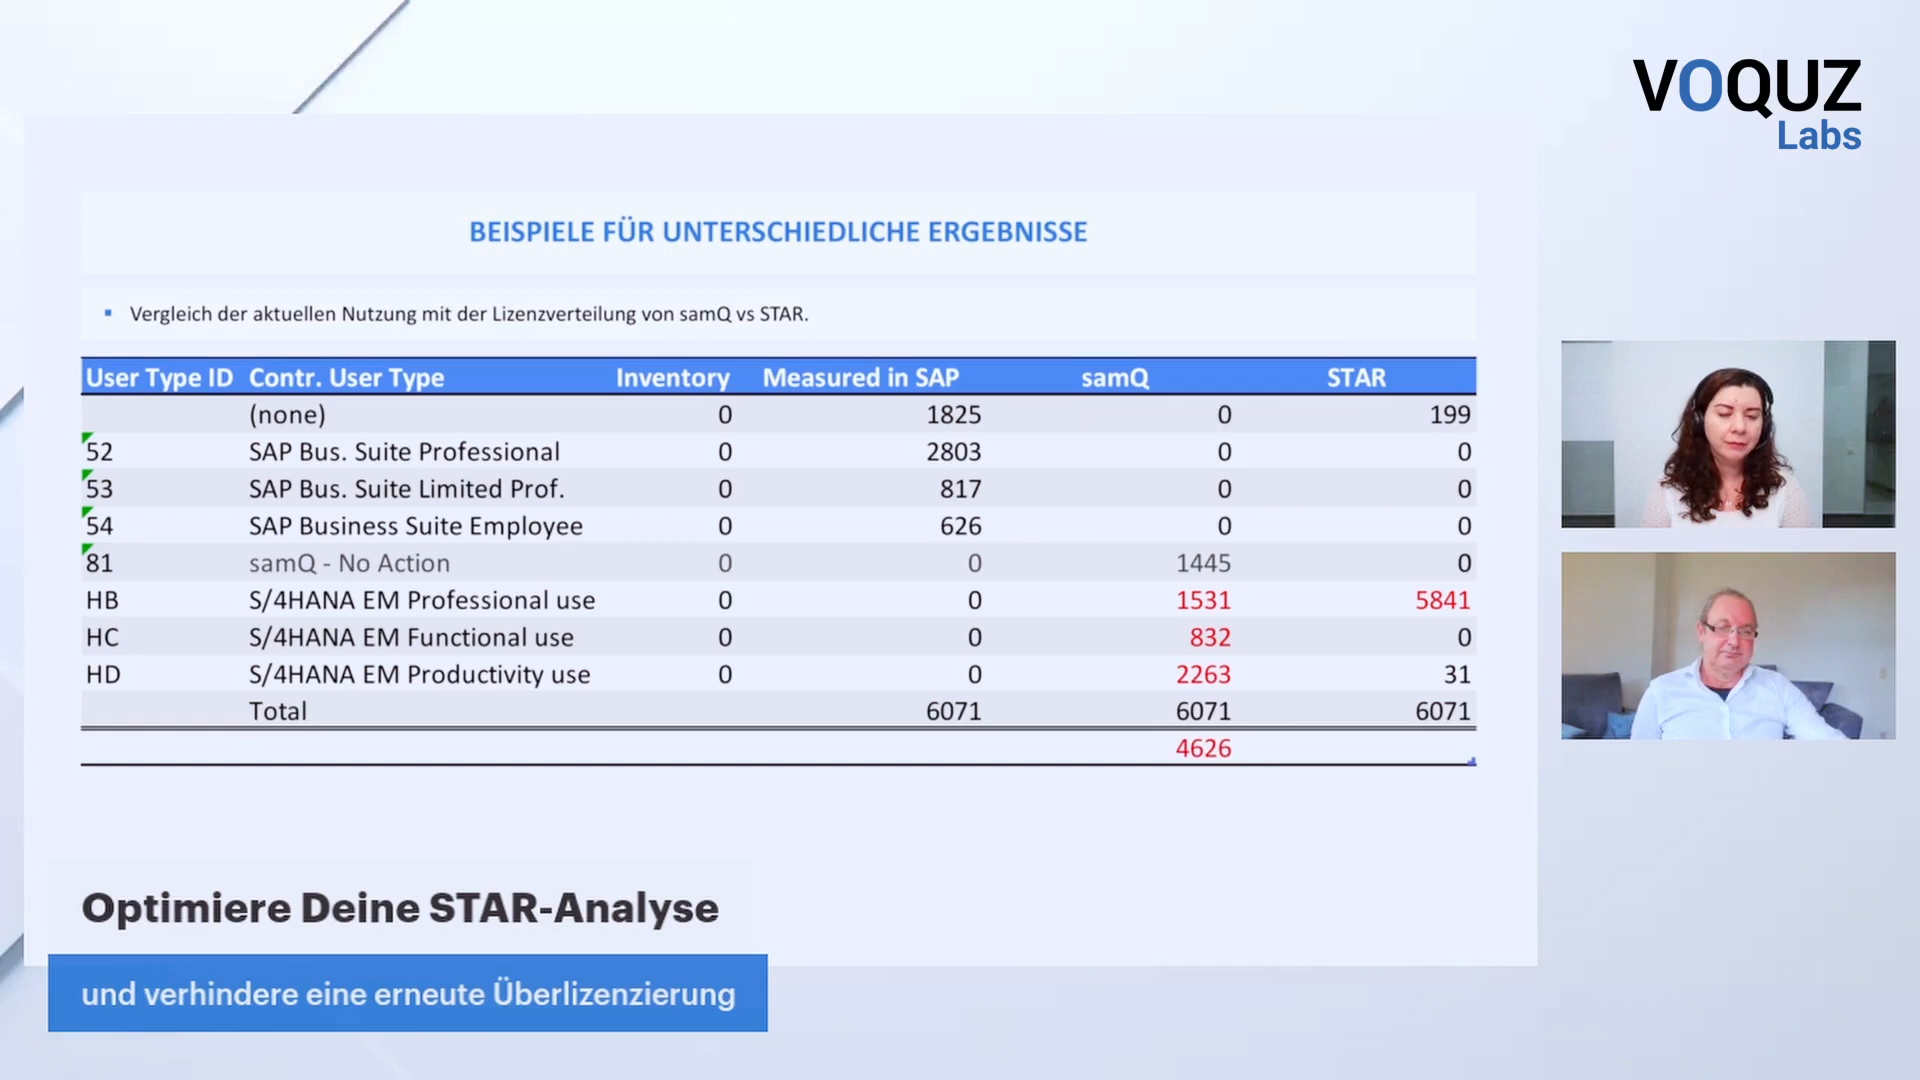 VOQUZ
Labs
BEISPIELE FÜR UNTERSCHIEDLICHE ERGEBNISSE
▪ Vergleich der aktuellen Nutzung mit der Lizenzverteilung von samQ vs STAR.
User Type ID Contr. User Type Inventory Measured in SAP samQ STAR
(none) 0 1825 0 199
52 SAP Bus. Suite Professional 0 2803 0 0
53 SAP Bus. Suite Limited Prof. 0 817 0 0
54 SAP Business Suite Employee 0 626 0 0
81 samQ - No Action 0 0 1445 0
HB S/4HANA EM Professional use 0 0 1531 5841
HC S/4HANA EM Functional use 0 0 832 0
HD S/4HANA EM Productivity use 0 0 2263 31
Total 6071 6071 6071
4626
Optimiere Deine STAR-Analyse
und verhindere eine erneute Überlizenzierung